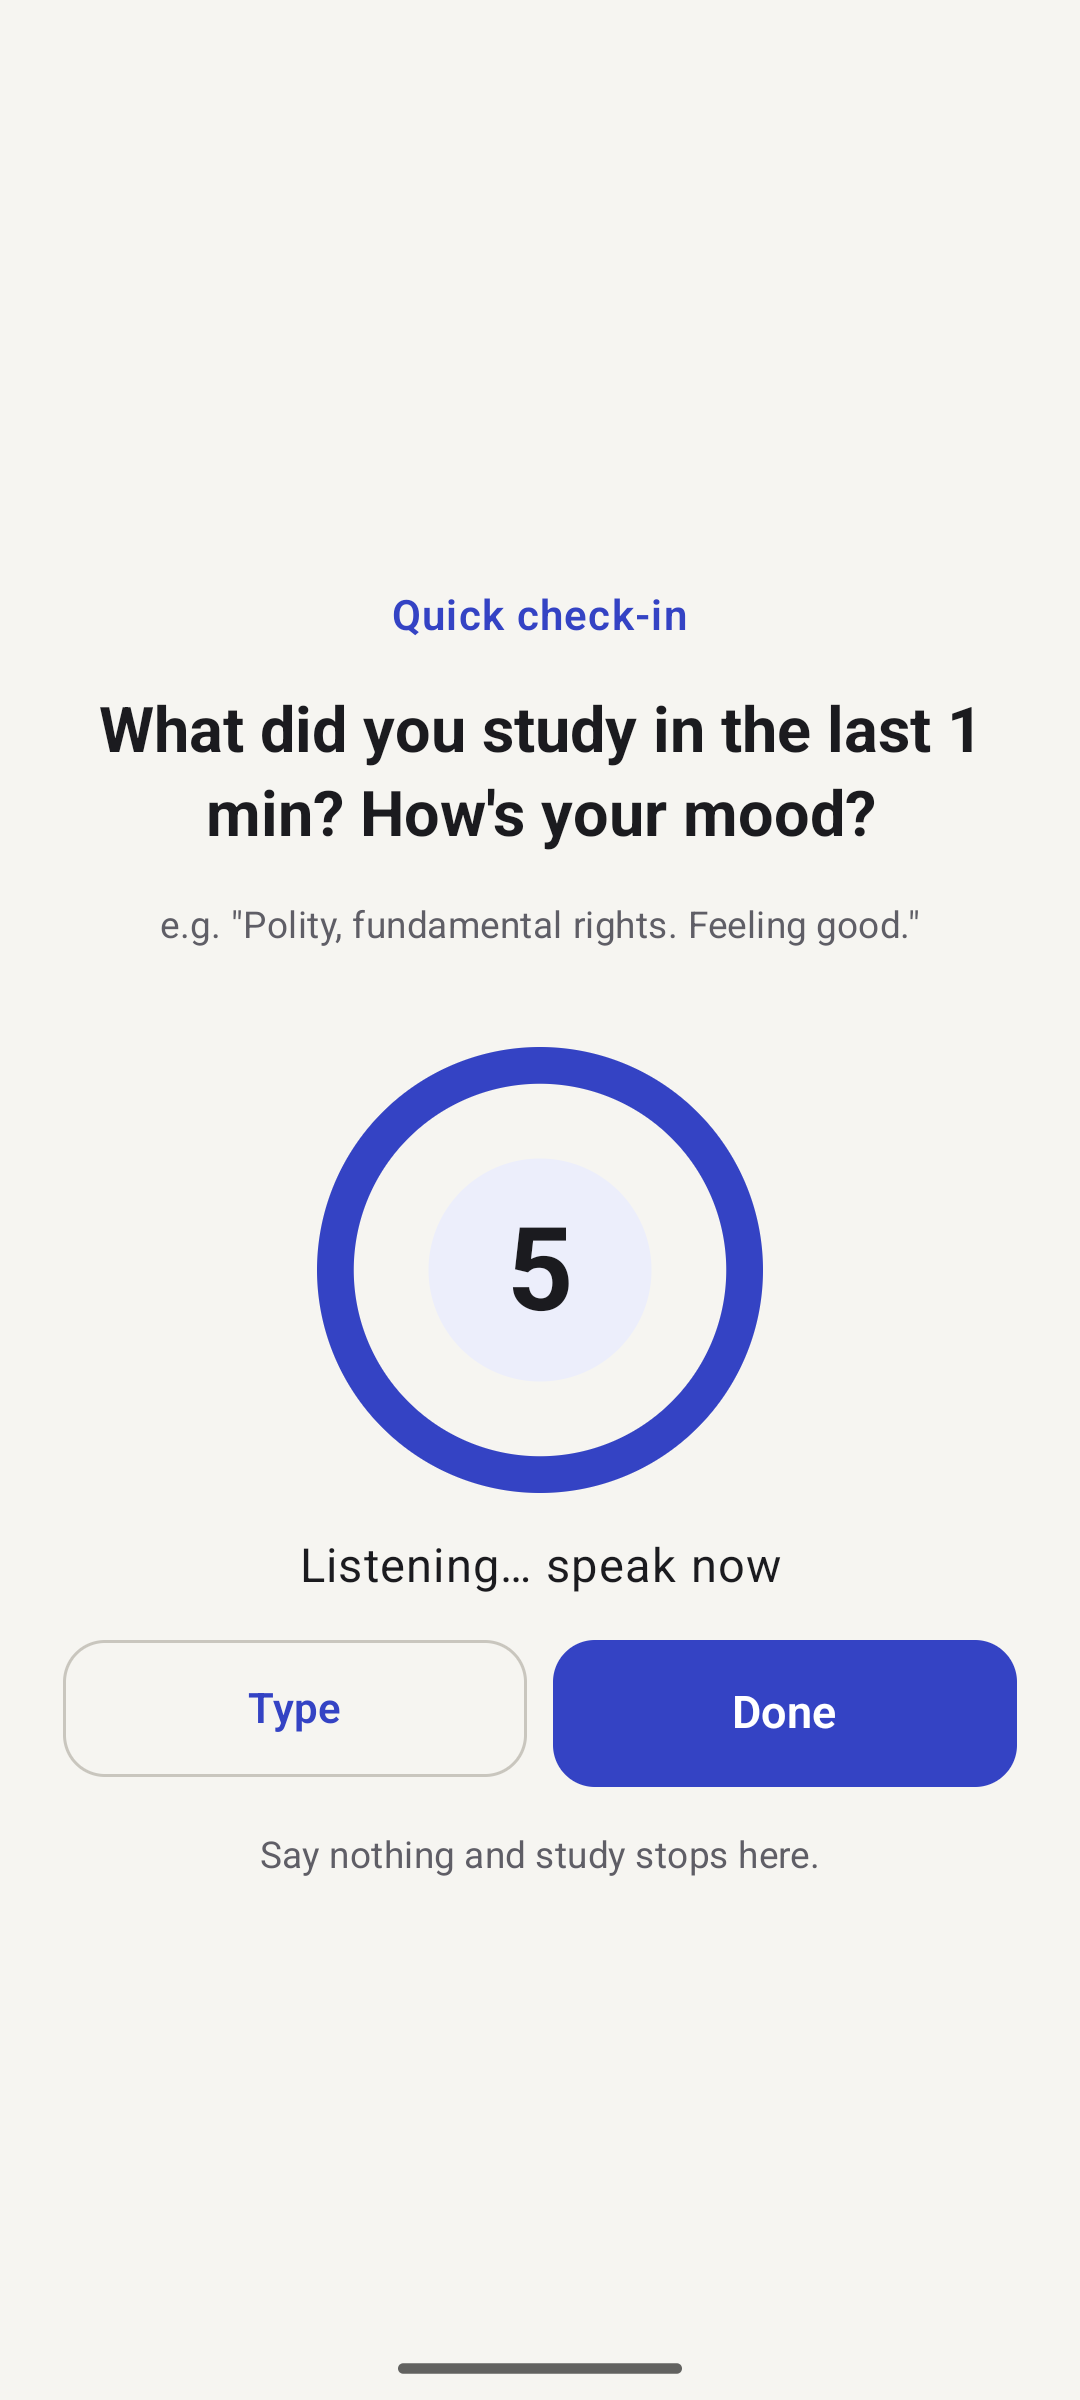 Quick check-in
What did you study in the last 1
min? How's your mood?
e.g. "Polity, fundamental rights. Feeling good."
5
Listening… speak now
Type
Done
Say nothing and study stops here.